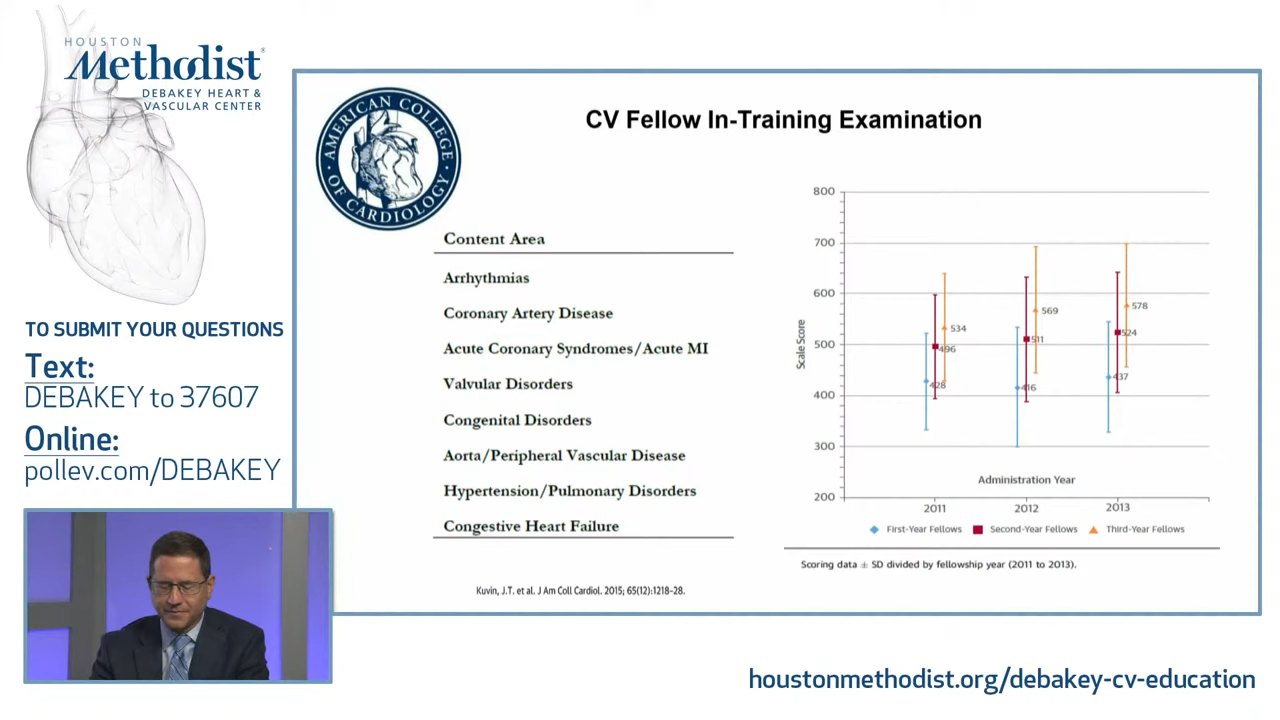 HOUSTON
Methodist®
DEBAKEY HEART &
VASCULAR CENTER
TO SUBMIT YOUR QUESTIONS
Text:
DEBAKEY to 37607
Online:
pollev.com/DEBAKEY
AMERICAN COLLEGE
OF CARDIOLOGY
CV Fellow In-Training Examination
Content Area
Arrhythmias
Coronary Artery Disease
Acute Coronary Syndromes/Acute MI
Valvular Disorders
Congenital Disorders
Aorta/Peripheral Vascular Disease
Hypertension/Pulmonary Disorders
Congestive Heart Failure
Kuvin, J.T. et al. J Am Coll Cardiol. 2015; 65(12):1218-28.
Scale Score
800
700
600
500
400
300
200
428
496
534
416
511
569
437
524
578
Administration Year
2011 2012 2013
First-Year Fellows Second-Year Fellows Third-Year Fellows
Scoring data ± SD divided by fellowship year (2011 to 2013).
houstonmethodist.org/debakey-cv-education